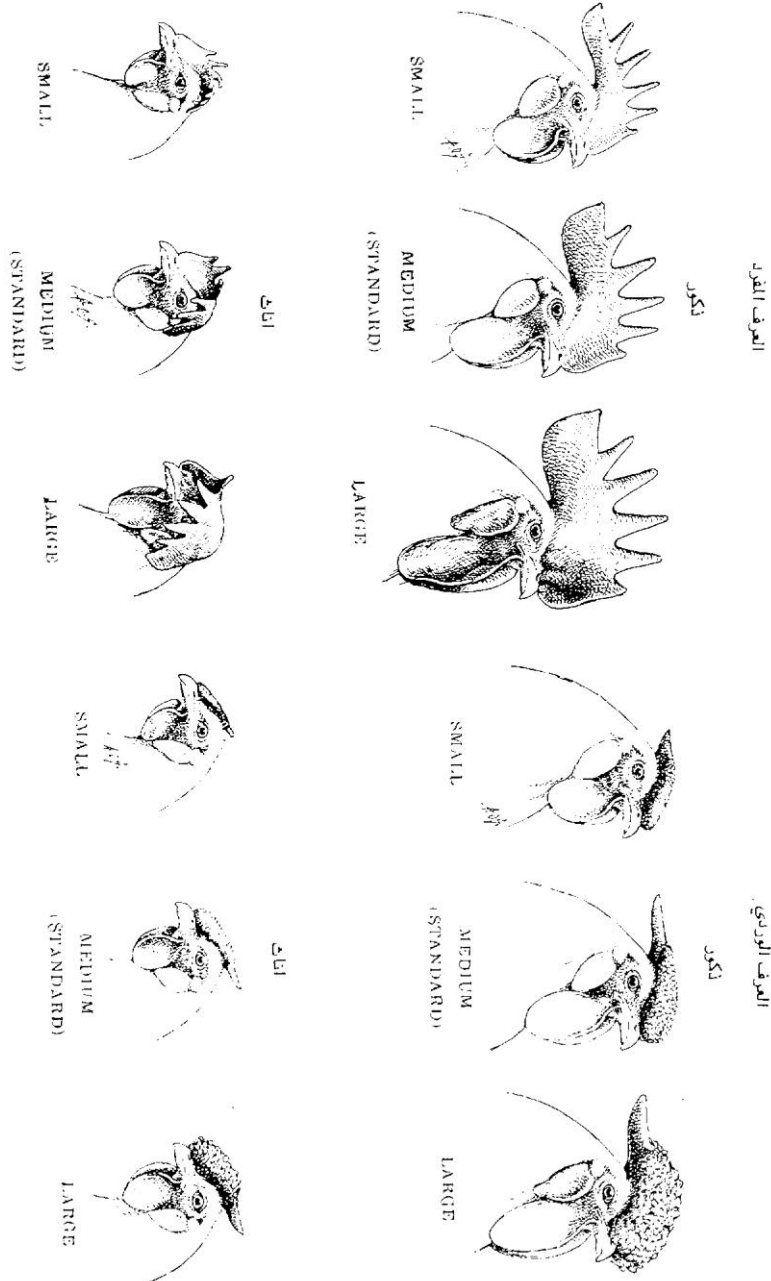 العرف الفرد
ذكور
SMALL
MEDIUM
(STANDARD)
LARGE
اناث
SMALL
MEDIUM
(STANDARD)
LARGE
العرف الوردي
ذكور
SMALL
MEDIUM
(STANDARD)
LARGE
اناث
SMALL
MEDIUM
(STANDARD)
LARGE